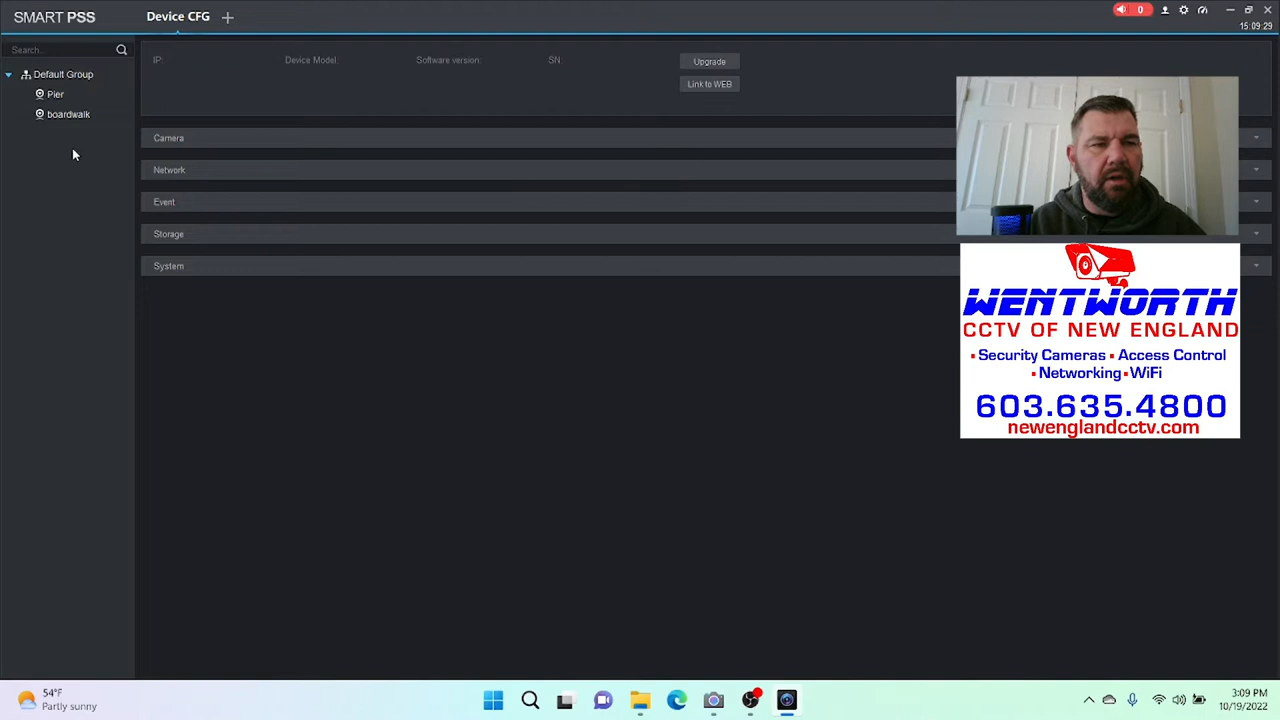 SMART PSS
Device CFG
0
15:09:29
Search..
Default Group
Pier
boardwalk
IP:
Device Model:
Software version:
SN:
Upgrade
Link to WEB
Camera
Network
Event
Storage
System
WENTWORTH
CCTV OF NEW ENGLAND
▪Security Cameras ▪ Access Control
▪Networking ▪WiFi
603.635.4800
newenglandcctv.com
54°F
Partly sunny
3:09 PM
10/19/2022